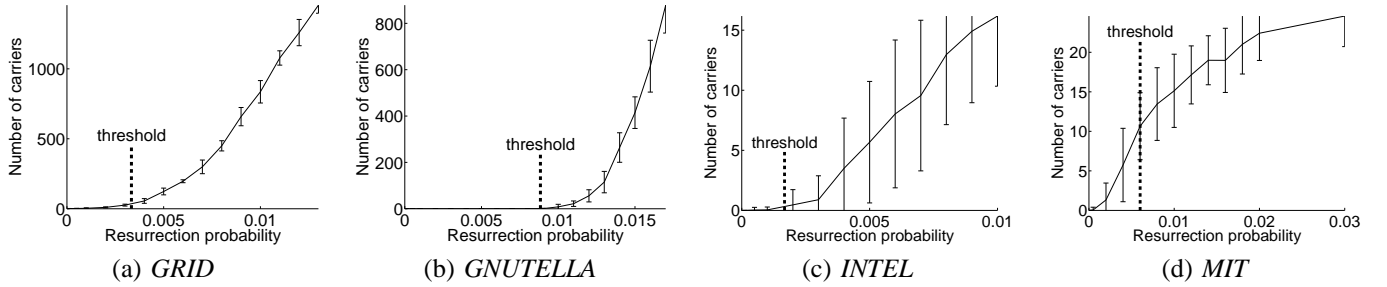 Number of carriers
1000
500
0
threshold
0 0.005 0.01
Resurrection probability
(a) GRID
Number of carriers
800
600
400
200
0
threshold
0 0.005 0.01 0.015
Resurrection probability
(b) GNUTELLA
Number of carriers
15
10
5
0
threshold
0 0.005 0.01
Resurrection probability
(c) INTEL
Number of carriers
20
15
10
5
0
threshold
0 0.01 0.02 0.03
Resurrection probability
(d) MIT